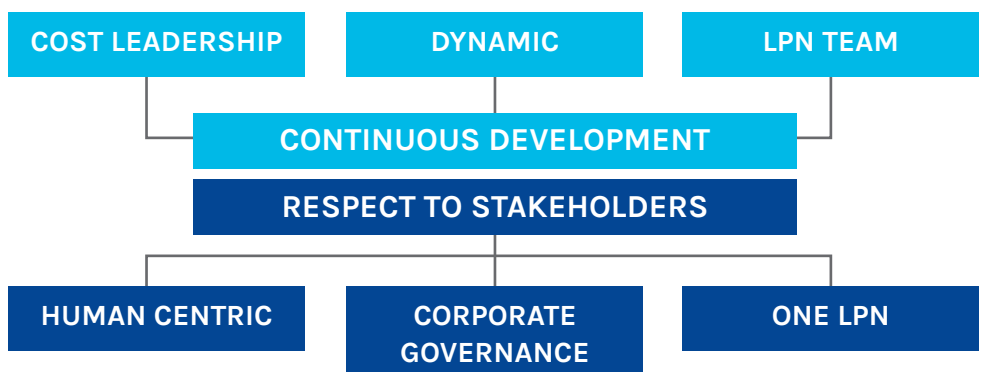 COST LEADERSHIP
DYNAMIC
LPN TEAM
CONTINUOUS DEVELOPMENT
RESPECT TO STAKEHOLDERS
HUMAN CENTRIC
CORPORATE
GOVERNANCE
ONE LPN